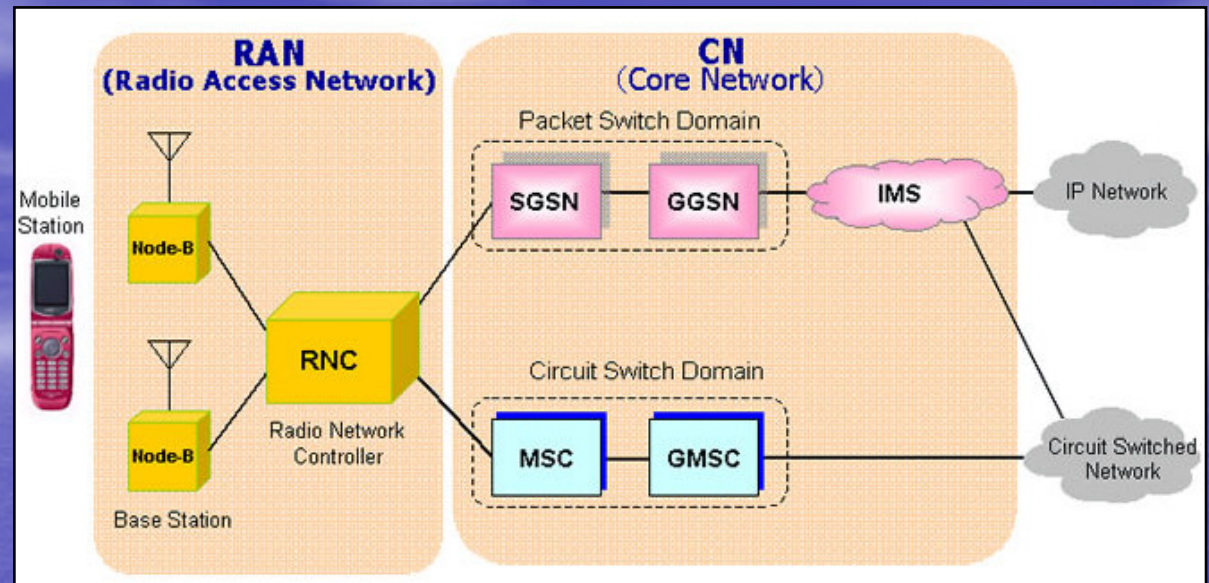 RAN
(Radio Access Network)
CN
(Core Network)
Packet Switch Domain
Mobile
Station
Node-B
SGSN
GGSN
IMS
IP Network
RNC
Circuit Switch Domain
Node-B
Radio Network
Controller
MSC
GMSC
Circuit Switched
Network
Base Station